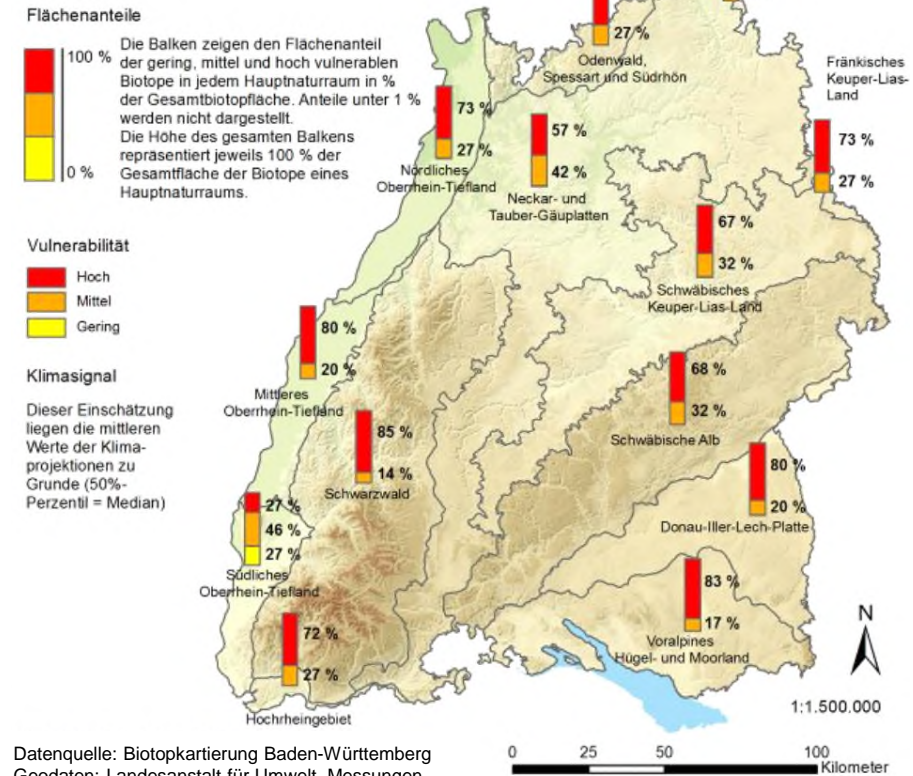 Flächenanteile
100 %
0 %
Die Balken zeigen den Flächenanteil
der gering, mittel und hoch vulnerablen
Biotope in jedem Hauptnaturraum in %
der Gesamtbiotopfläche. Anteile unter 1 %
werden nicht dargestellt.
Die Höhe des gesamten Balkens
repräsentiert jeweils 100 % der
Gesamtfläche der Biotope eines
Hauptnaturraums.
Vulnerabilität
Hoch
Mittel
Gering
Klimasignal
Dieser Einschätzung
liegen die mittleren
Werte der Klima-
projektionen zu
Grunde (50%-
Perzentil = Median)
27 %
Odenwald,
Spessart und Südrhön
Fränkisches
Keuper-Lias-
Land
73 %
27 %
73 %
27 %
Nördliches
Oberrhein-Tiefland
57 %
42 %
Neckar- und
Tauber-Gäuplatten
67 %
32 %
Schwäbisches
Keuper-Lias-Land
80 %
20 %
Mittleres
Oberrhein-Tiefland
68 %
32 %
Schwäbische Alb
85 %
14 %
Schwarzwald
80 %
20 %
Donau-Iller-Lech-Platte
27 %
46 %
27 %
Südliches
Oberrhein-Tiefland
83 %
17 %
Voralpines
Hügel- und Moorland
72 %
27 %
Hochrheingebiet
N
1:1.500.000
0 25 50 100
Kilometer
Datenquelle: Biotopkartierung Baden-Württemberg
Geodaten: Landesanstalt für Umwelt, Messungen